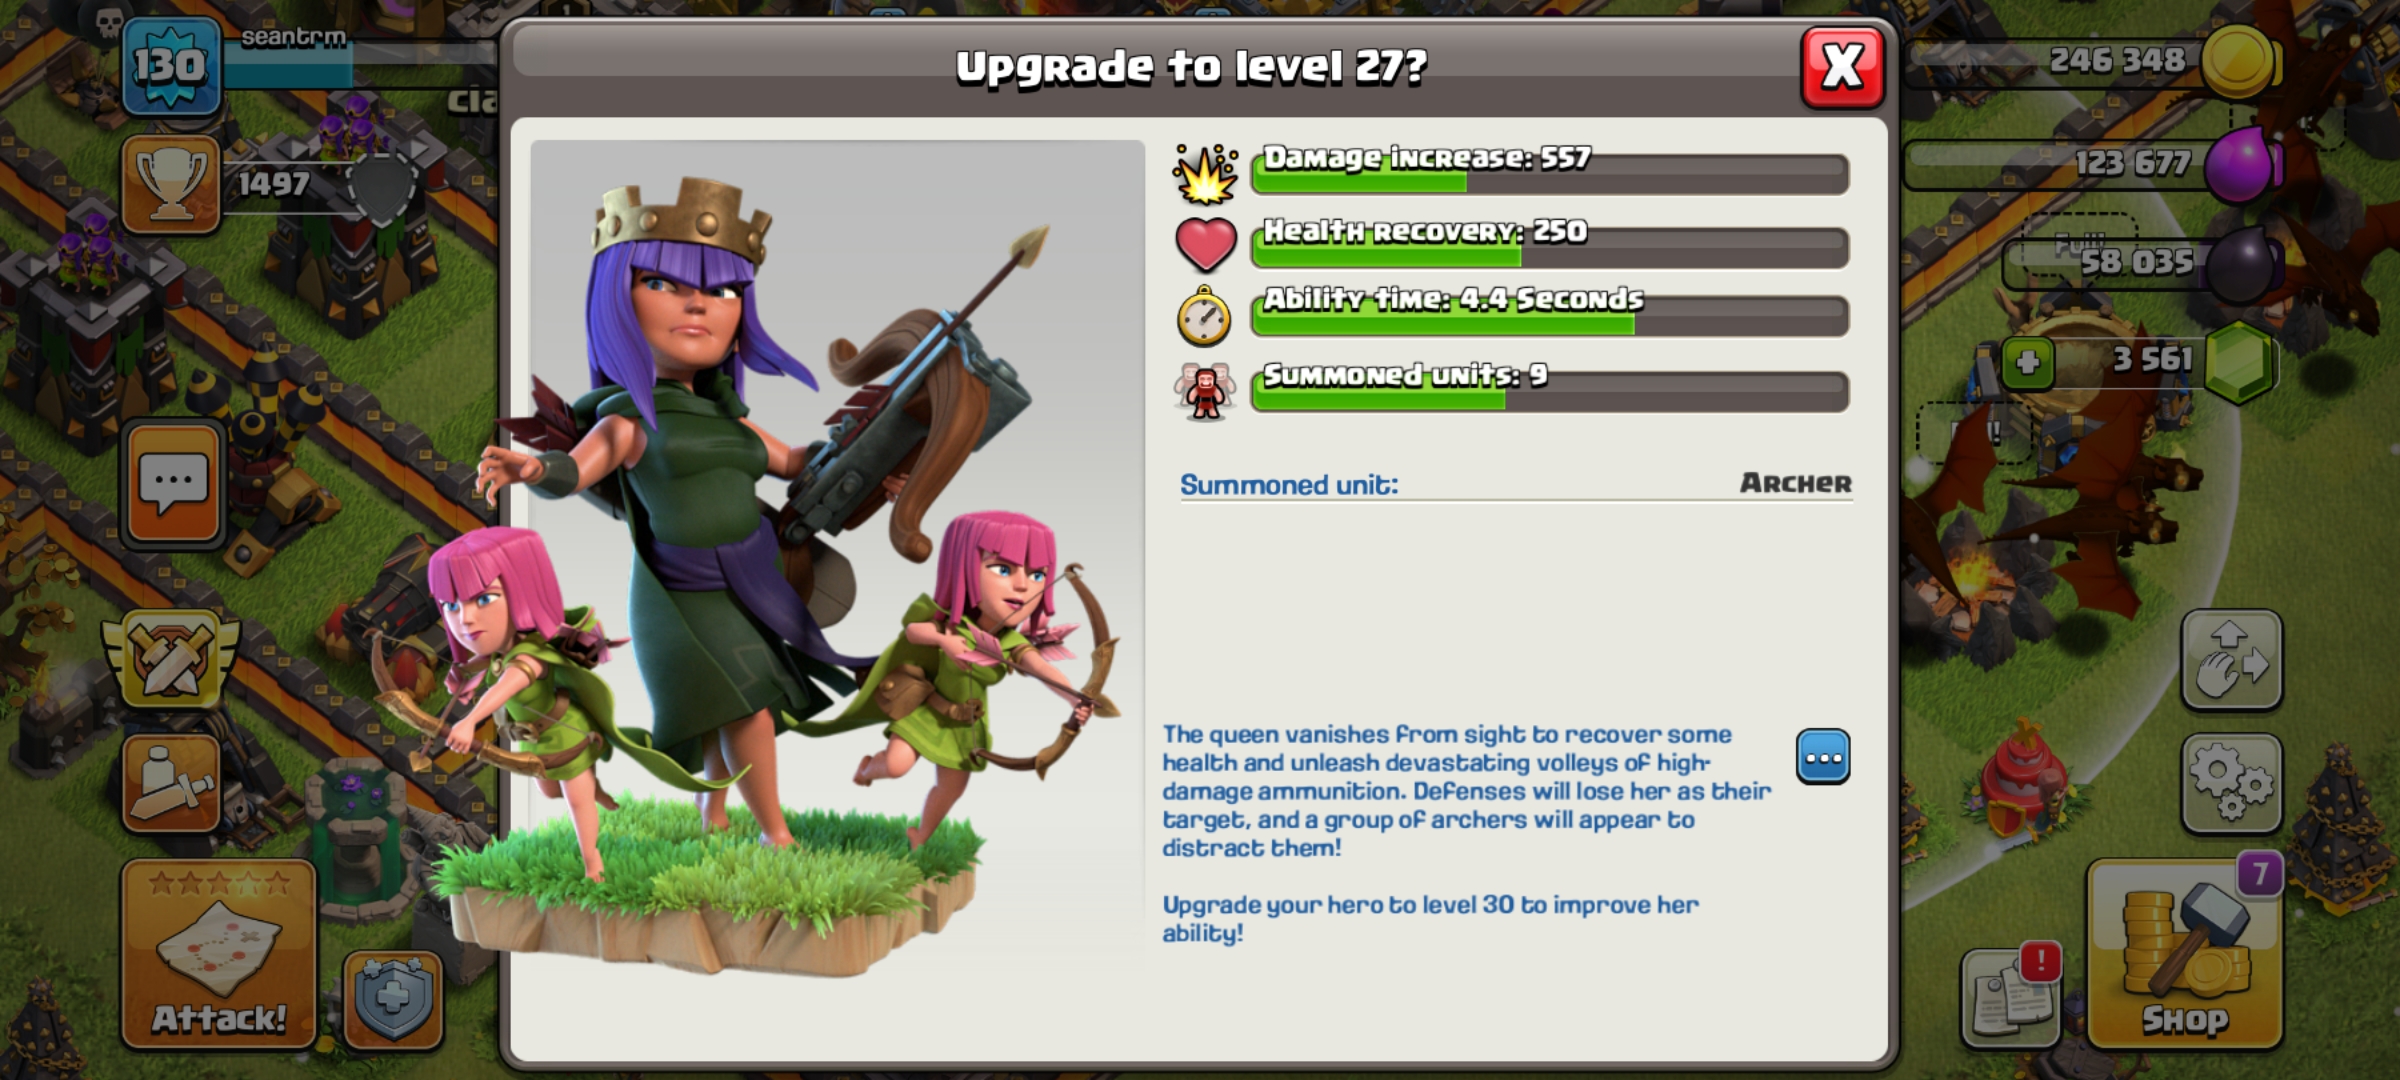 130
seantrm
cla
1497
Attack!
Upgrade to level 27?
X
Damage increase: 557
Health recovery: 250
Ability time: 4.4 Seconds
Summoned units: 9
Summoned unit:
Archer
The queen vanishes from sight to recover some
health and unleash devastating volleys of high-
damage ammunition. Defenses will lose her as their
target, and a group of archers will appear to
distract them!
Upgrade your hero to level 30 to improve her
ability!
246 348
123 677
Full!
58 035
3 561
7
!
Shop